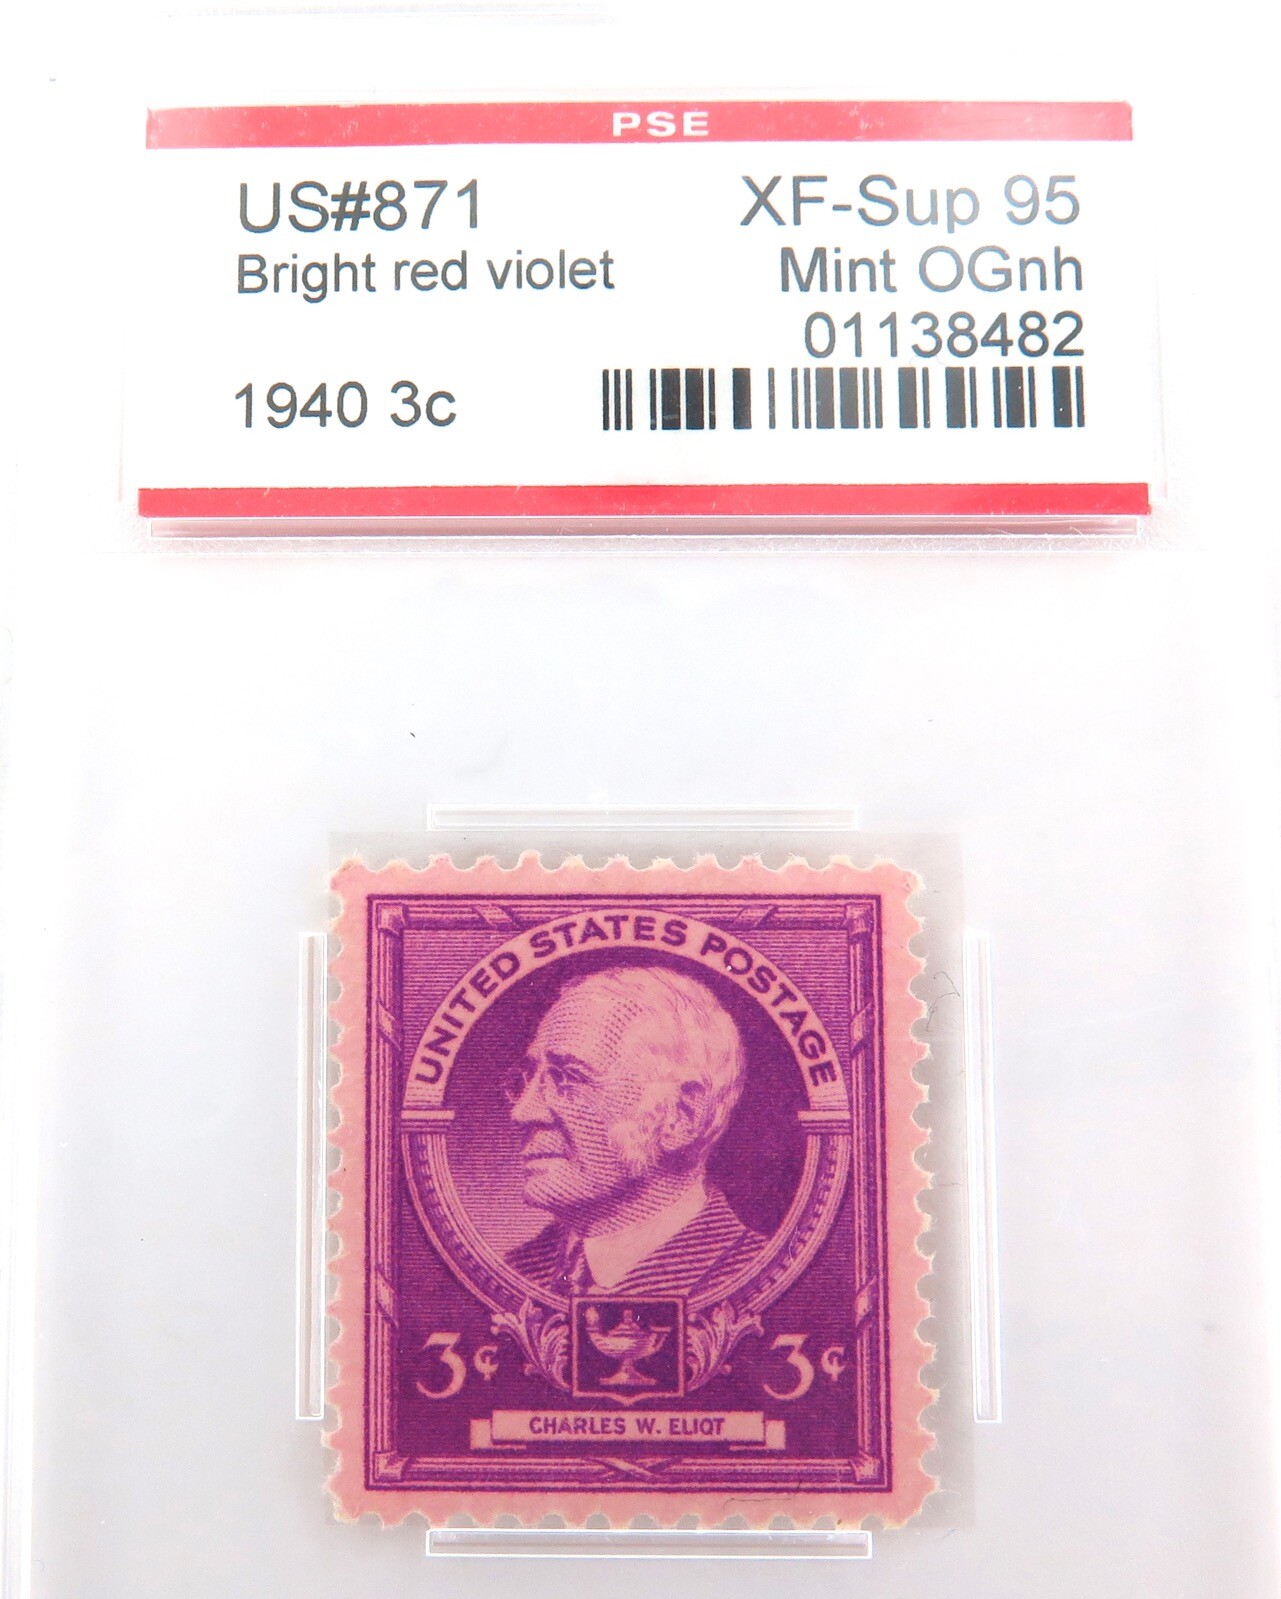 PSE
US#871 XF-Sup 95
Bright red violet Mint OGnh
01138482
1940 3c
UNITED STATES POSTAGE
3¢ 3¢
CHARLES W. ELIOT